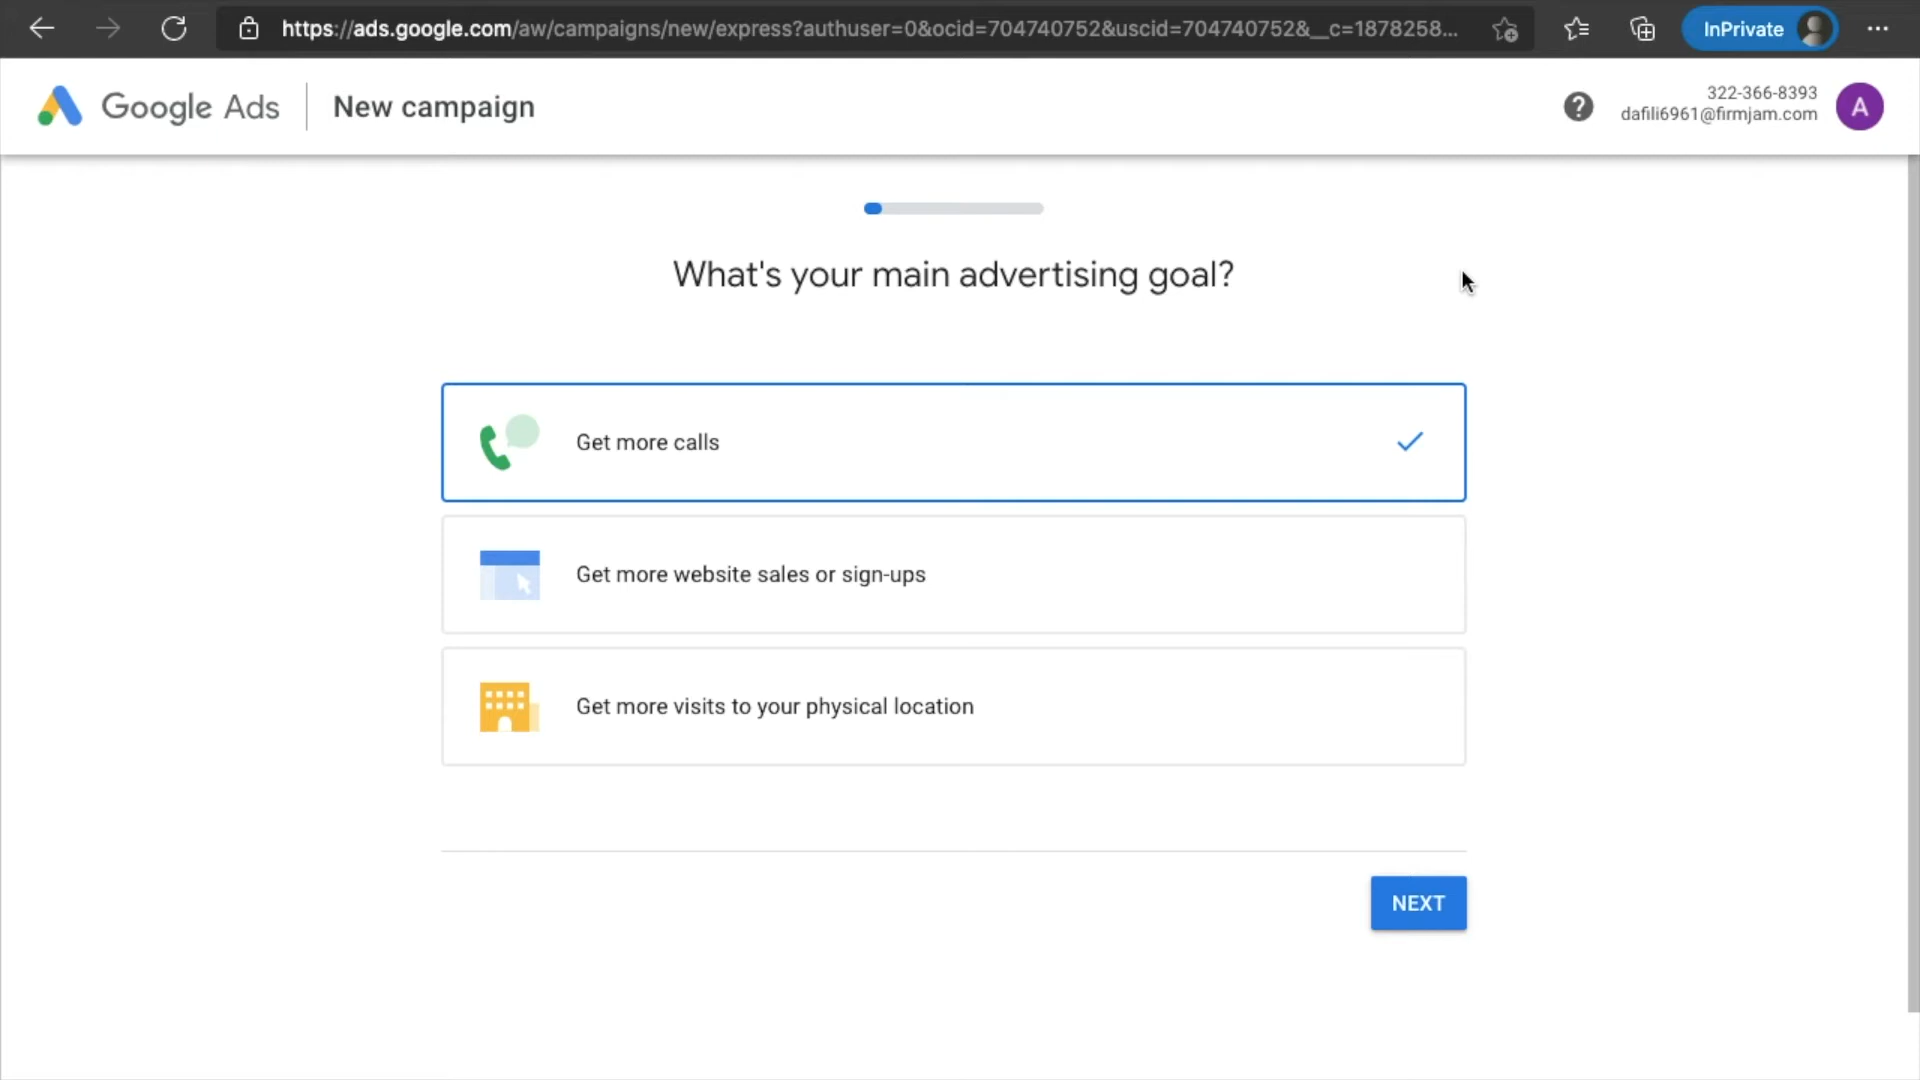 https://ads.google.com/aw/campaigns/new/express?authuser=0&ocid=704740752&uscid=704740752&__c=1878258...
InPrivate
Google Ads
New campaign
322-366-8393
dafili6961@firmjam.com
A
What's your main advertising goal?
Get more calls
Get more website sales or sign-ups
Get more visits to your physical location
NEXT